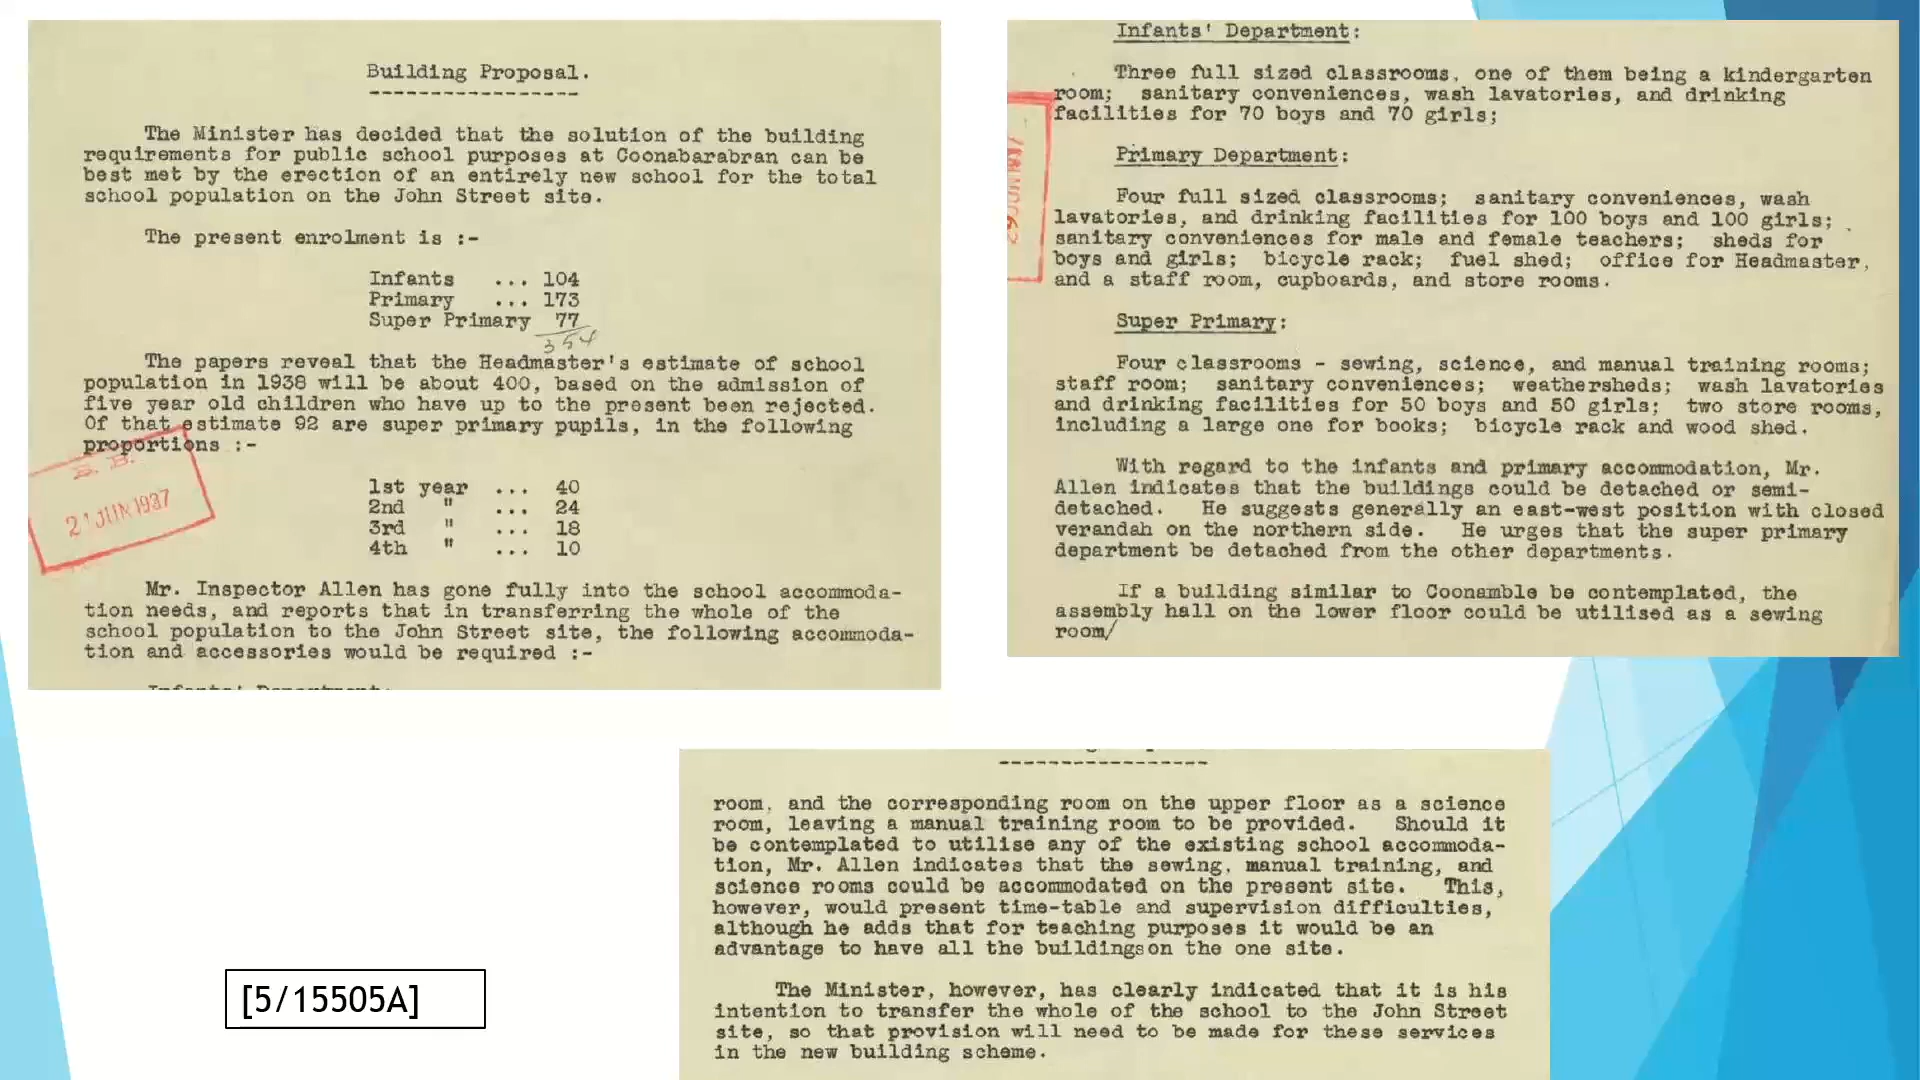 Building Proposal.
The Minister has decided that the solution of the building
requirements for public school purposes at Coonabarabran can be
best met by the erection of an entirely new school for the total
school population on the John Street site.
The present enrolment is :-
Infants ... 104
Primary ... 173
Super Primary 77
354
The papers reveal that the Headmaster's estimate of school
population in 1938 will be about 400, based on the admission of
five year old children who have up to the present been rejected.
Of that estimate 92 are super primary pupils, in the following
proportions :-
1st year ... 40
2nd " ... 24
3rd " ... 18
4th " ... 10
21 JUN 1937
Mr. Inspector Allen has gone fully into the school accommoda-
tion needs, and reports that in transferring the whole of the
school population to the John Street site, the following accommoda-
tion and accessories would be required :-
Infants' Department:
Infants' Department:
Three full sized classrooms, one of them being a kindergarten
room; sanitary conveniences, wash lavatories, and drinking
facilities for 70 boys and 70 girls;
Primary Department:
Four full sized classrooms; sanitary conveniences, wash
lavatories, and drinking facilities for 100 boys and 100 girls;
sanitary conveniences for male and female teachers; sheds for
boys and girls; bicycle rack; fuel shed; office for Headmaster,
and a staff room, cupboards, and store rooms.
Super Primary:
Four classrooms - sewing, science, and manual training rooms;
staff room; sanitary conveniences; weathersheds; wash lavatories
and drinking facilities for 50 boys and 50 girls; two store rooms,
including a large one for books; bicycle rack and wood shed.
With regard to the infants and primary accommodation, Mr.
Allen indicates that the buildings could be detached or semi-
detached. He suggests generally an east-west position with closed
verandah on the northern side. He urges that the super primary
department be detached from the other departments.
If a building similar to Coonamble be contemplated, the
assembly hall on the lower floor could be utilised as a sewing
room/
room, and the corresponding room on the upper floor as a science
room, leaving a manual training room to be provided. Should it
be contemplated to utilise any of the existing school accommoda-
tion, Mr. Allen indicates that the sewing, manual training, and
science rooms could be accommodated on the present site. This,
however, would present time-table and supervision difficulties,
although he adds that for teaching purposes it would be an
advantage to have all the buildings on the one site.
The Minister, however, has clearly indicated that it is his
intention to transfer the whole of the school to the John Street
site, so that provision will need to be made for these services
in the new building scheme.
[5/15505A]